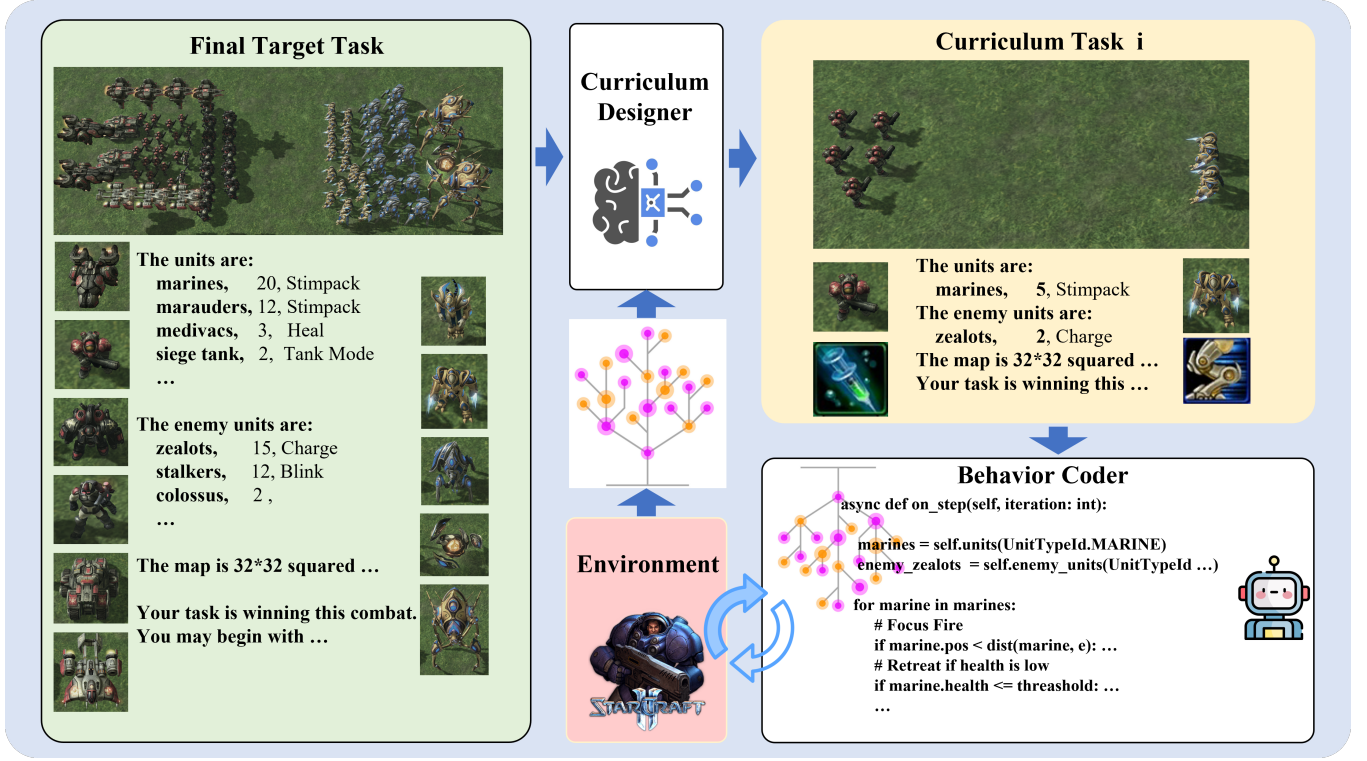 Final Target Task
The units are:
marines, 20, Stimpack
marauders, 12, Stimpack
medivacs, 3, Heal
siege tank, 2, Tank Mode
…
The enemy units are:
zealots, 15, Charge
stalkers, 12, Blink
colossus, 2 ,
…
The map is 32*32 squared …
Your task is winning this combat.
You may begin with …
Curriculum
Designer
Environment
STARCRAFT
II
Curriculum Task i
The units are:
marines, 5, Stimpack
The enemy units are:
zealots, 2, Charge
The map is 32*32 squared …
Your task is winning this …
Behavior Coder
async def on_step(self, iteration: int):
marines = self.units(UnitTypeId.MARINE)
enemy_zealots = self.enemy_units(UnitTypeId …)
for marine in marines:
# Focus Fire
if marine.pos < dist(marine, e): …
# Retreat if health is low
if marine.health <= threashold: …
…